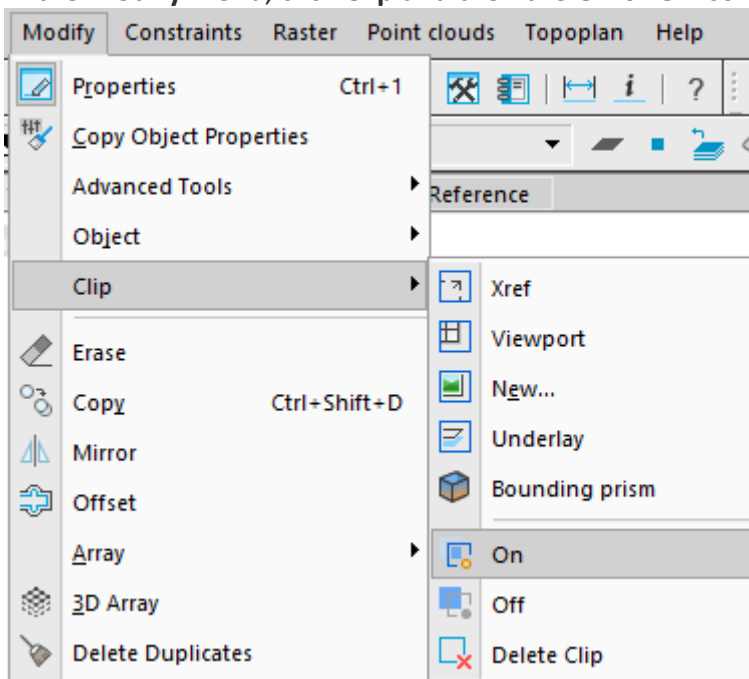 Modify Constraints Raster Point clouds Topoplan Help
Properties Ctrl+1
?
Copy Object Properties
Advanced Tools
Reference
Object
Clip
Xref
Viewport
Erase
New...
Copy Ctrl+Shift+D
Underlay
Mirror
Bounding prism
Offset
Array
On
3D Array
Off
Delete Duplicates
Delete Clip